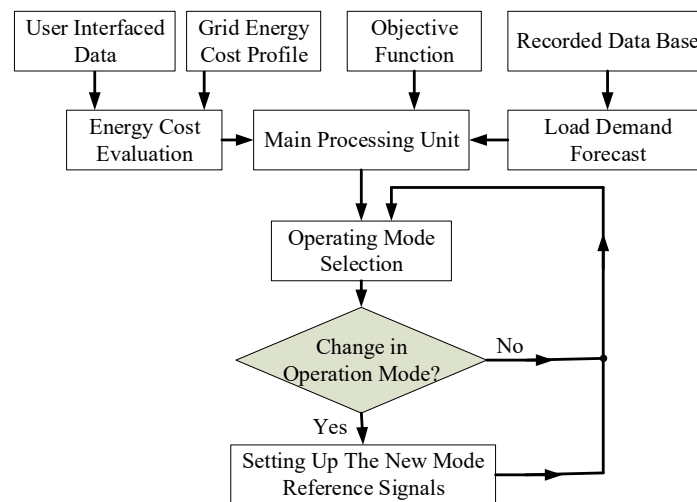 User Interfaced
Data
Grid Energy
Cost Profile
Objective
Function
Recorded Data Base
Energy Cost
Evaluation
Main Processing Unit
Load Demand
Forecast
Operating Mode
Selection
Change in
Operation Mode?
No
Yes
Setting Up The New Mode
Reference Signals